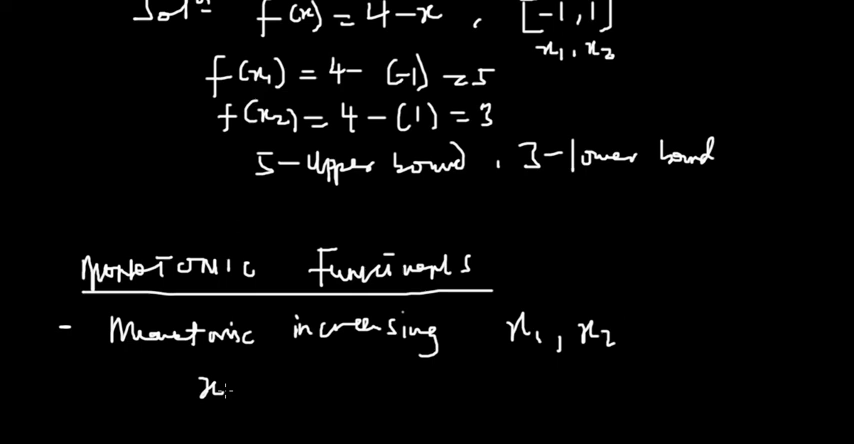 Sol^n f(x) = 4-x , [-1,1]
x₁, x₂
f(x₁) = 4- (-1) = 5
f(x₂) = 4-(1) = 3
5-upper bound , 3-lower bound
MONOTONIC Functionals
- Monotonic increasing x₁, x₂
x